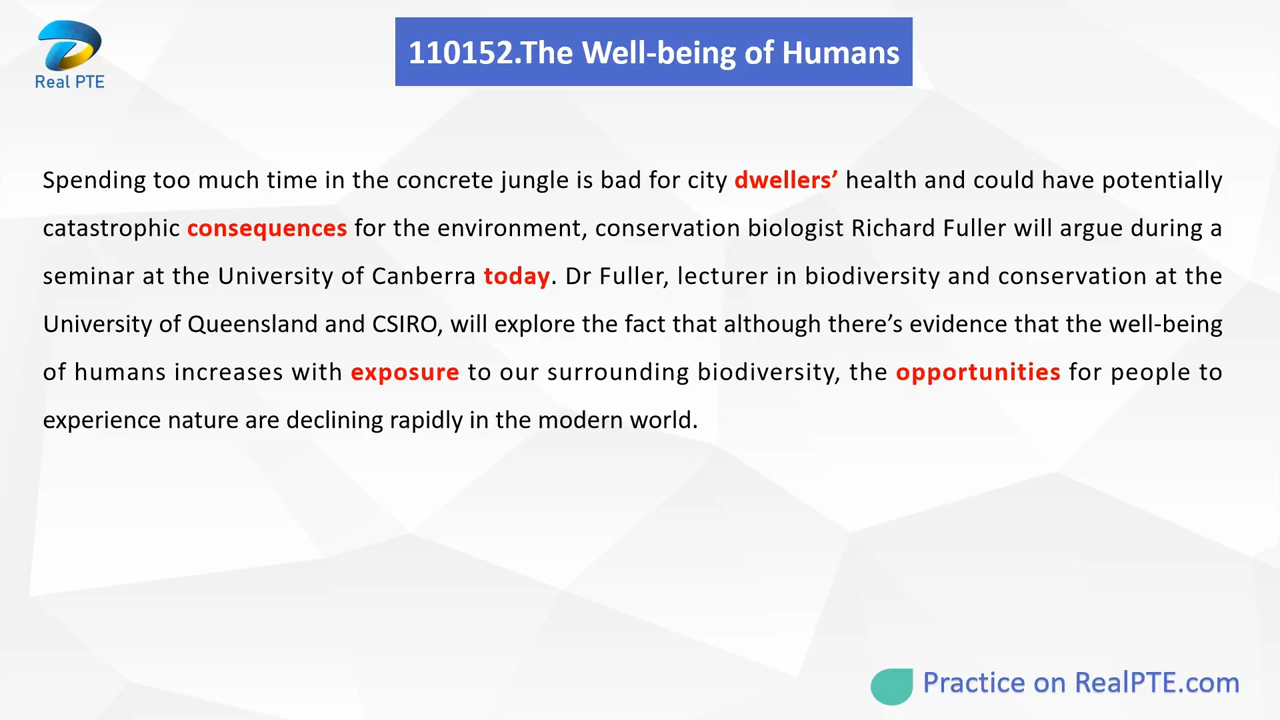 Real PTE
110152.The Well-being of Humans
Spending too much time in the concrete jungle is bad for city dwellers’ health and could have potentially
catastrophic consequences for the environment, conservation biologist Richard Fuller will argue during a
seminar at the University of Canberra today. Dr Fuller, lecturer in biodiversity and conservation at the
University of Queensland and CSIRO, will explore the fact that although there’s evidence that the well-being
of humans increases with exposure to our surrounding biodiversity, the opportunities for people to
experience nature are declining rapidly in the modern world.
Practice on RealPTE.com